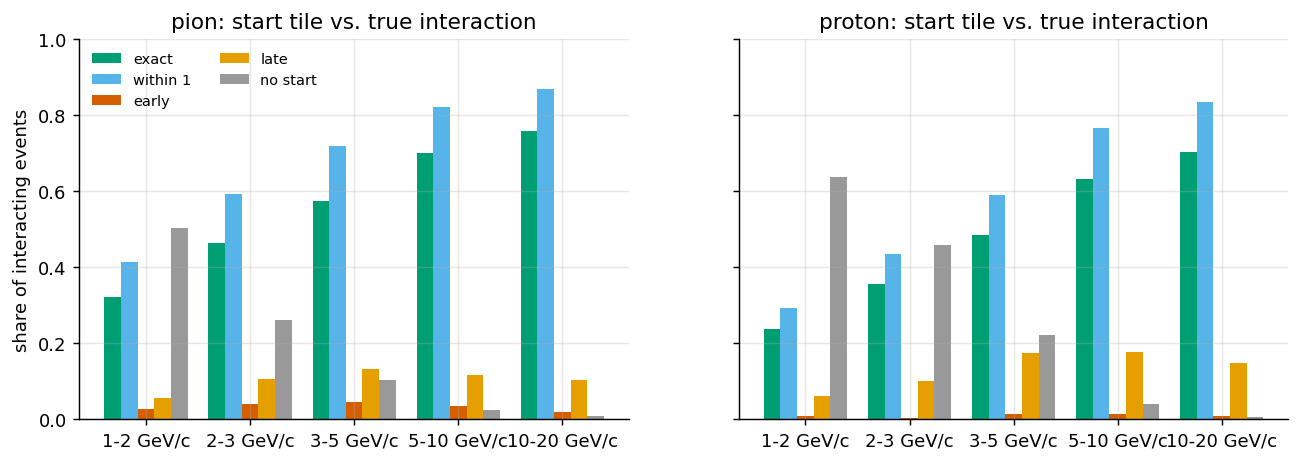 pion: start tile vs. true interaction
proton: start tile vs. true interaction
share of interacting events
1.0
0.8
0.6
0.4
0.2
0.0
exact
within 1
early
late
no start
1-2 GeV/c
2-3 GeV/c
3-5 GeV/c
5-10 GeV/c
10-20 GeV/c
1-2 GeV/c
2-3 GeV/c
3-5 GeV/c
5-10 GeV/c
10-20 GeV/c